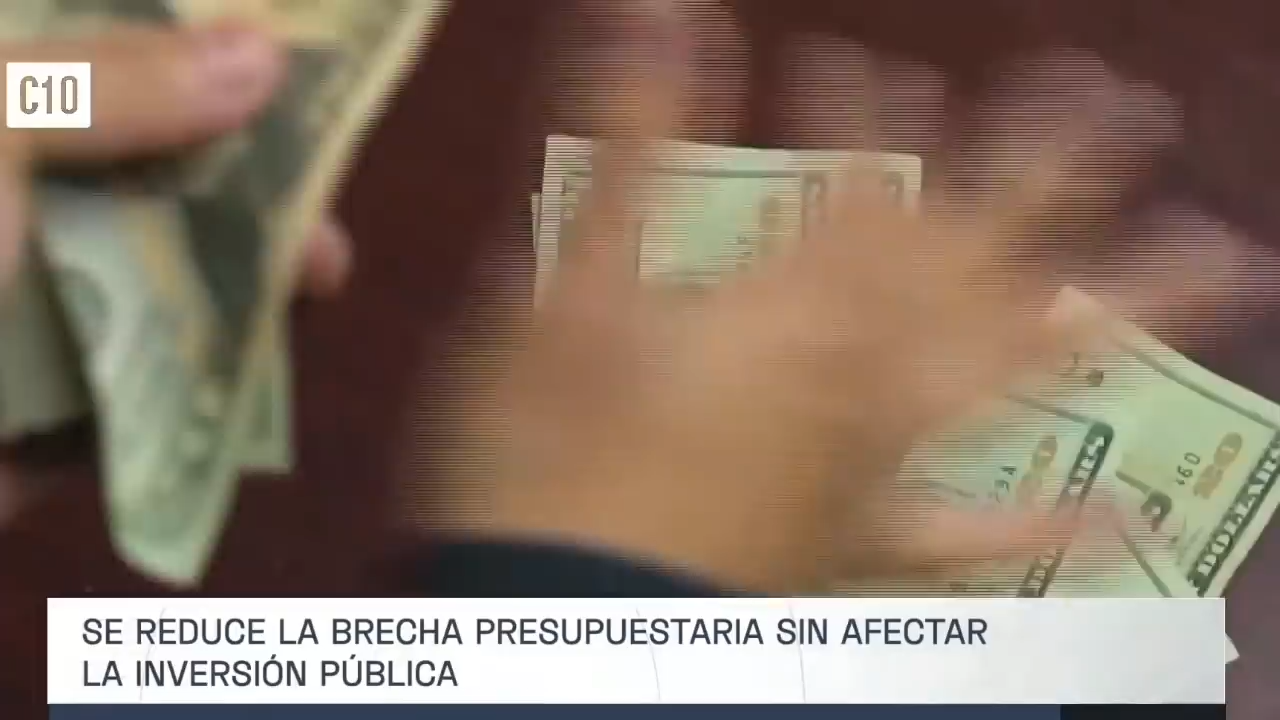 C10
SE REDUCE LA BRECHA PRESUPUESTARIA SIN AFECTAR
LA INVERSIÓN PÚBLICA